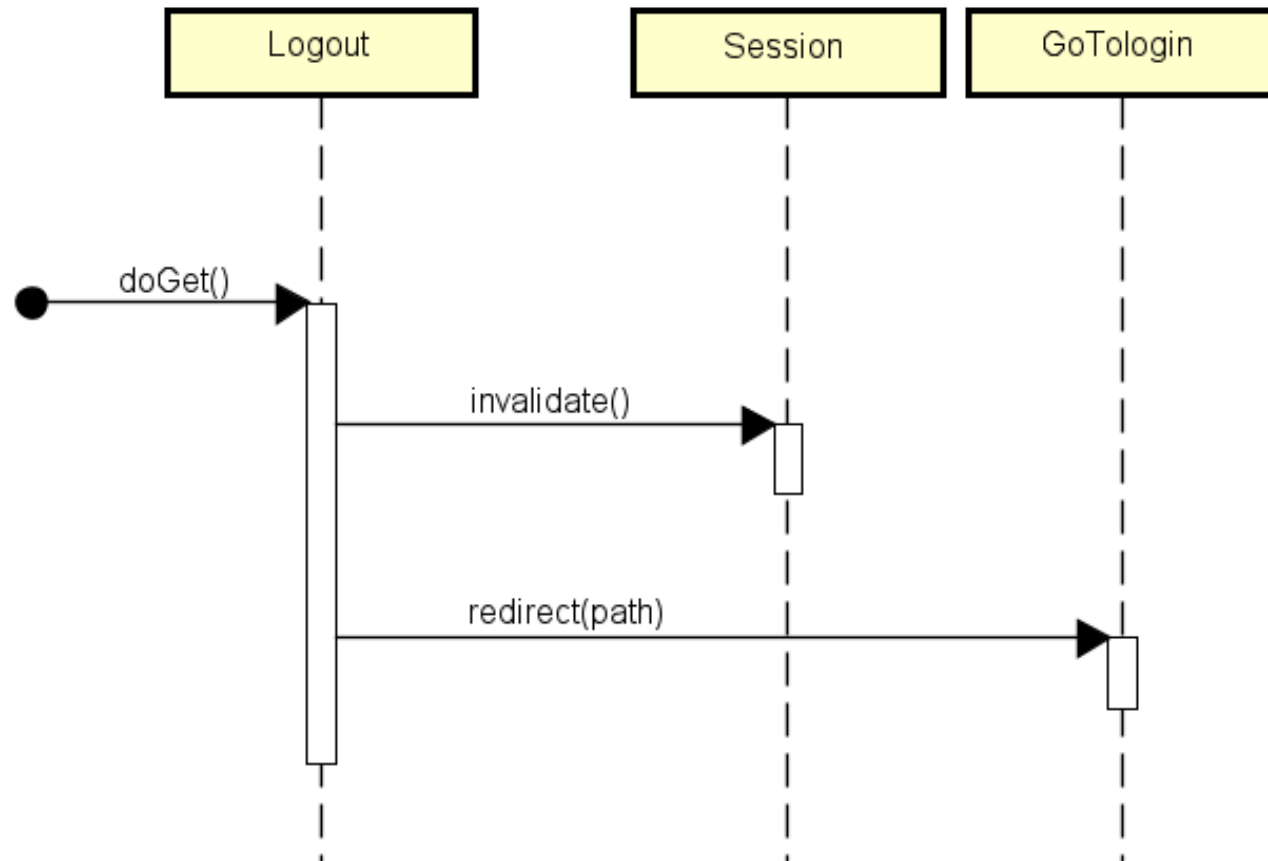 Logout
Session
GoTologin
doGet()
invalidate()
redirect(path)